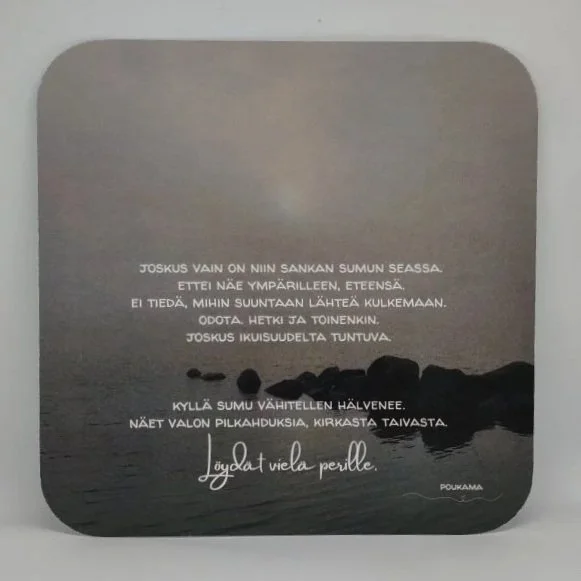 JOSKUS VAIN ON NIIN SANKAN SUMUN SEASSA.
ETTEI NÄE YMPÄRILLEEN, ETEENSÄ.
EI TIEDÄ, MIHIN SUUNTAAN LÄHTEÄ KULKEMAAN.
ODOTA. HETKI JA TOINENKIN.
JOSKUS IKUISUUDELTA TUNTUVA.
KYLLÄ SUMU VÄHITELLEN HÄLVENEE.
NÄET VALON PILKAHDUKSIA, KIRKASTA TAIVASTA.
Löydät vielä perille.
POUKAMA